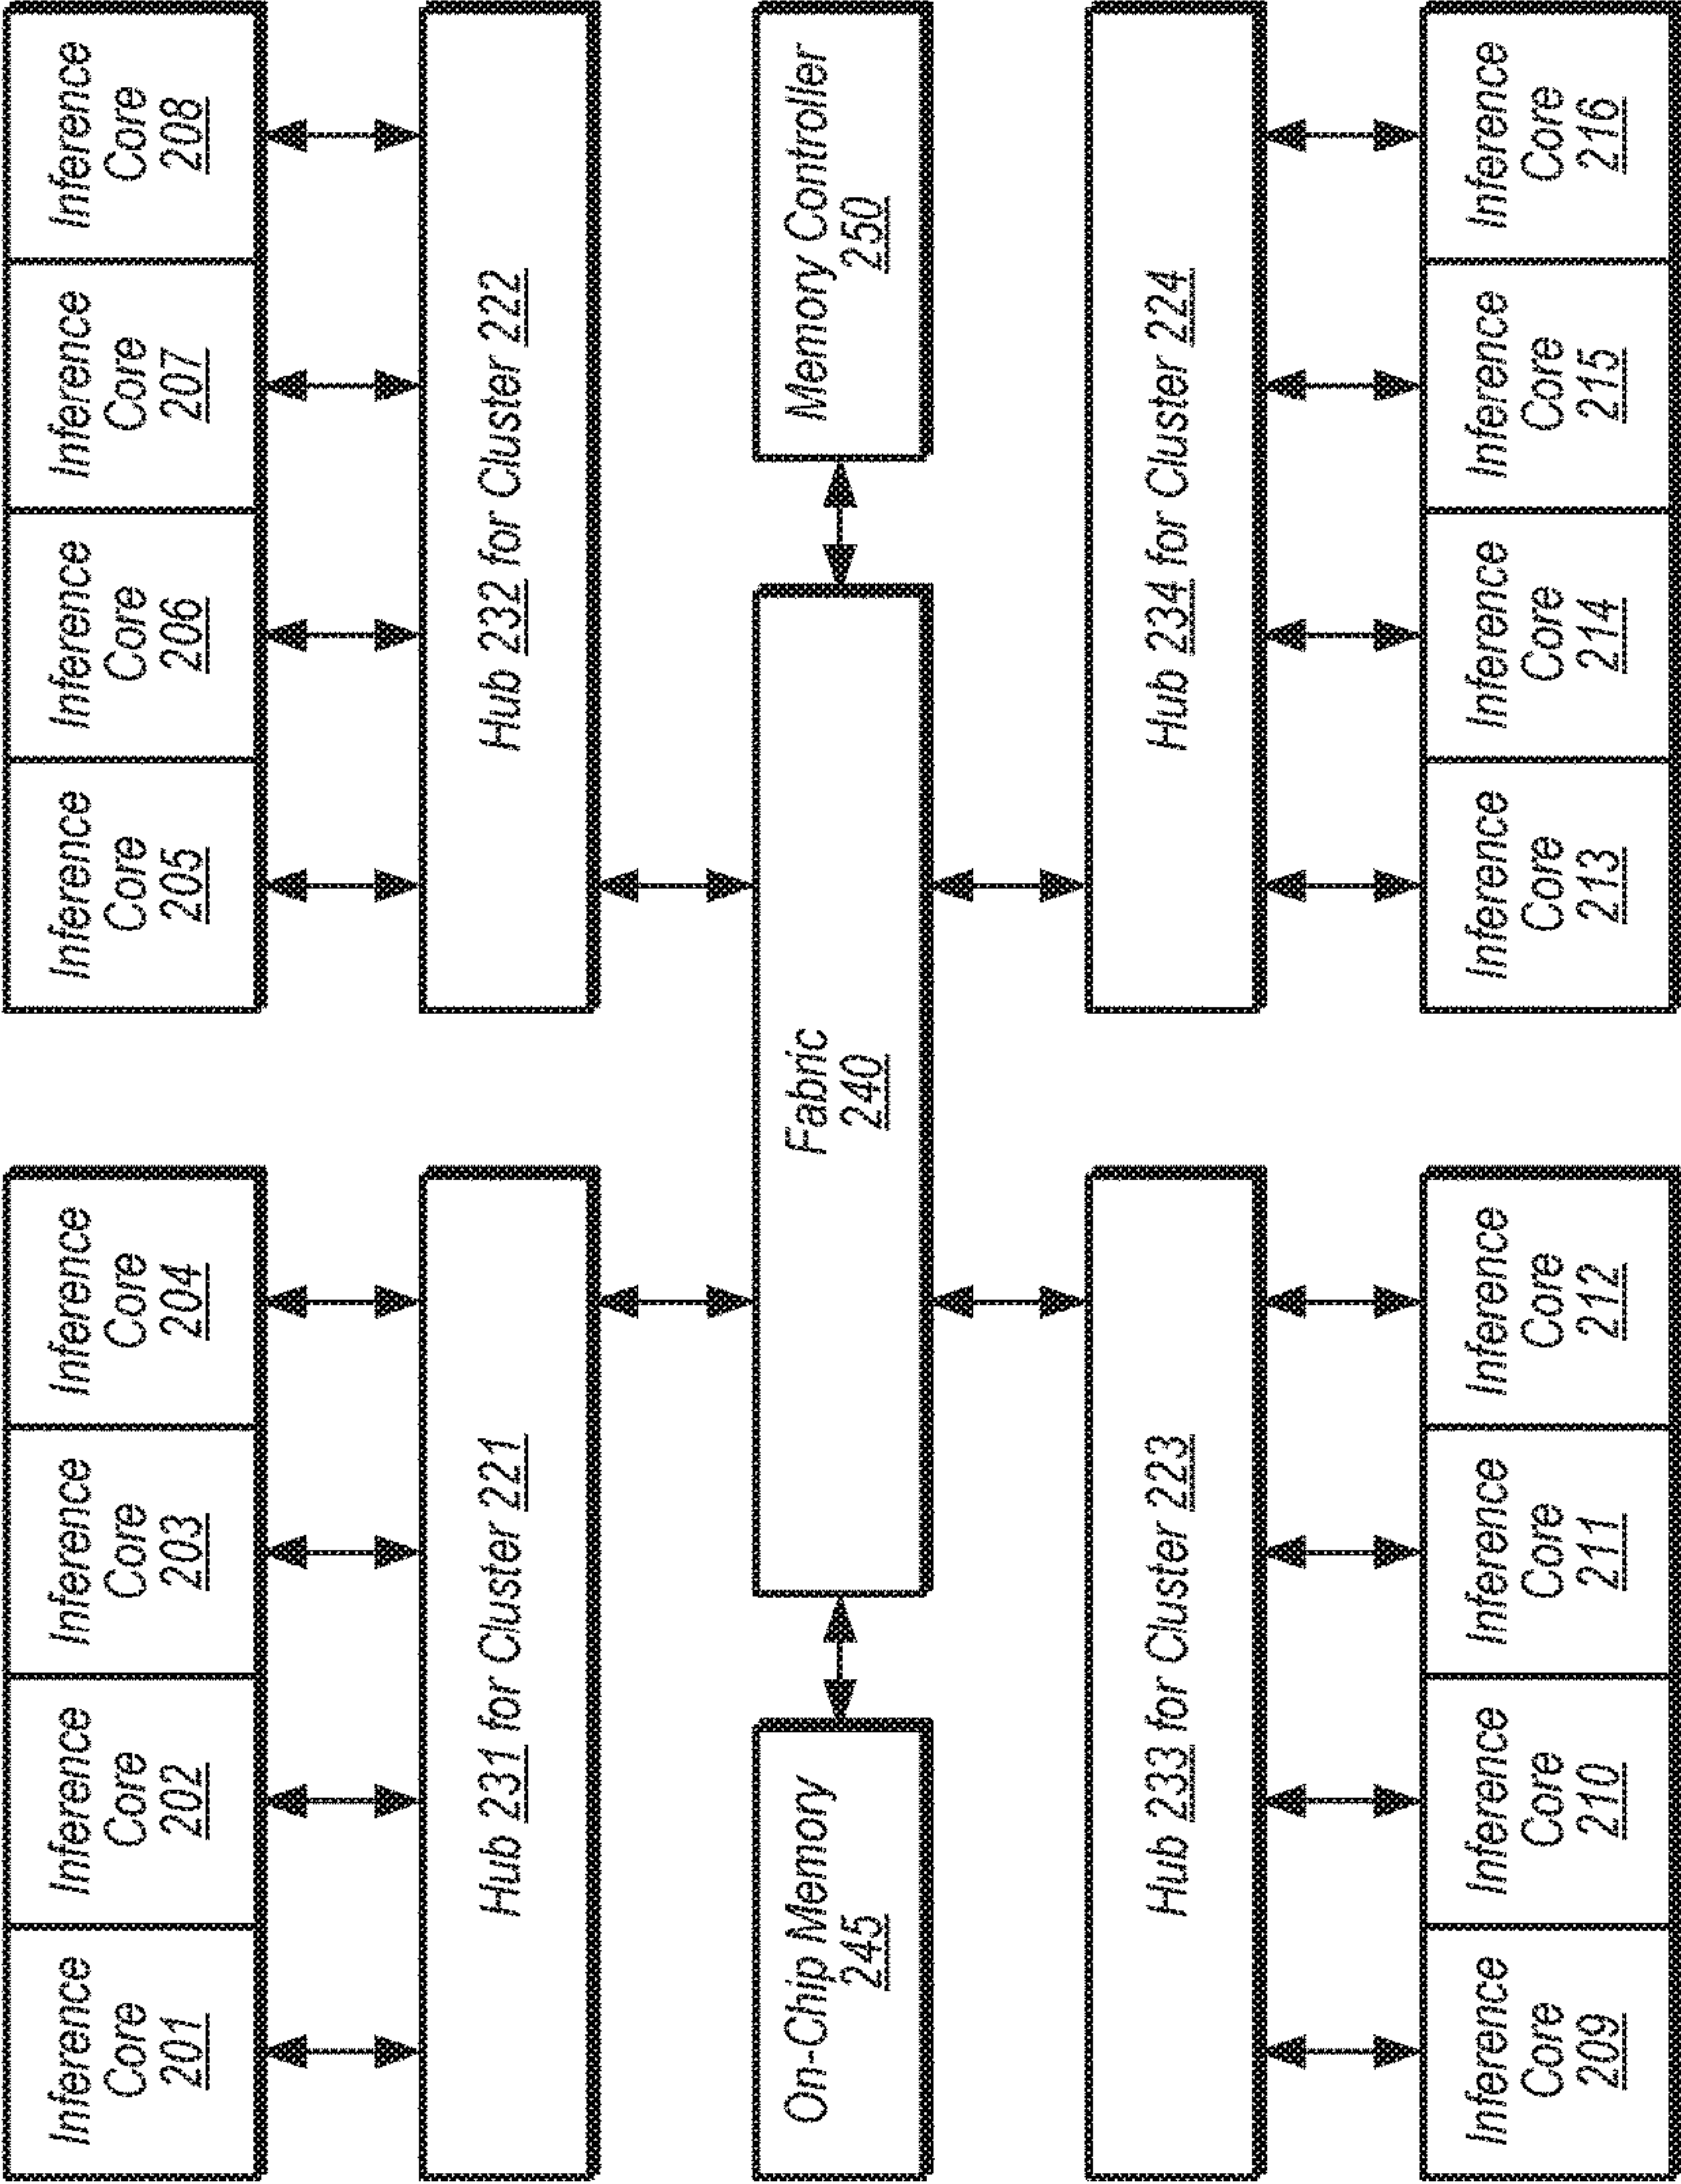 Inference
Core
201
Inference
Core
202
Inference
Core
203
Inference
Core
204
Inference
Core
205
Inference
Core
206
Inference
Core
207
Inference
Core
208
Hub 231 for Cluster 221
Hub 232 for Cluster 222
On-Chip Memory
245
Fabric
240
Memory Controller
250
Hub 233 for Cluster 223
Hub 234 for Cluster 224
Inference
Core
209
Inference
Core
210
Inference
Core
211
Inference
Core
212
Inference
Core
213
Inference
Core
214
Inference
Core
215
Inference
Core
216